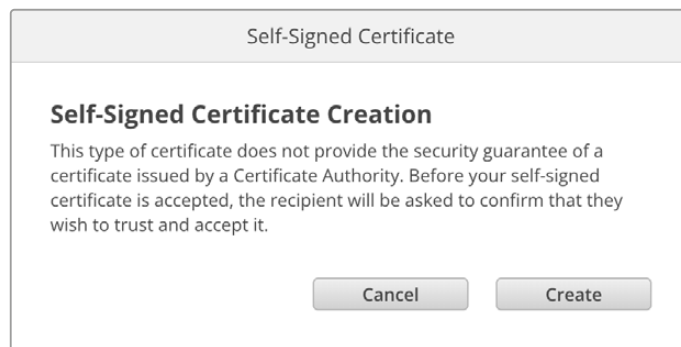 Self-Signed Certificate
Self-Signed Certificate Creation
This type of certificate does not provide the security guarantee of a
certificate issued by a Certificate Authority. Before your self-signed
certificate is accepted, the recipient will be asked to confirm that they
wish to trust and accept it.
Cancel Create